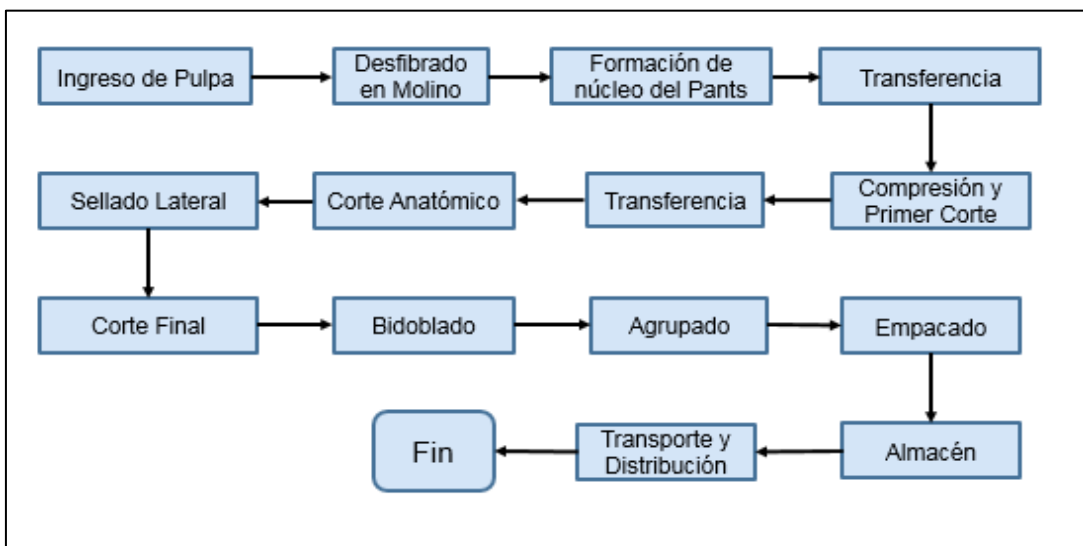 Ingreso de Pulpa
Desfibrado
en Molino
Formación de
núcleo del Pants
Transferencia
Compresión y
Primer Corte
Transferencia
Corte Anatómico
Sellado Lateral
Corte Final
Bidoblado
Agrupado
Empacado
Almacén
Transporte y
Distribución
Fin